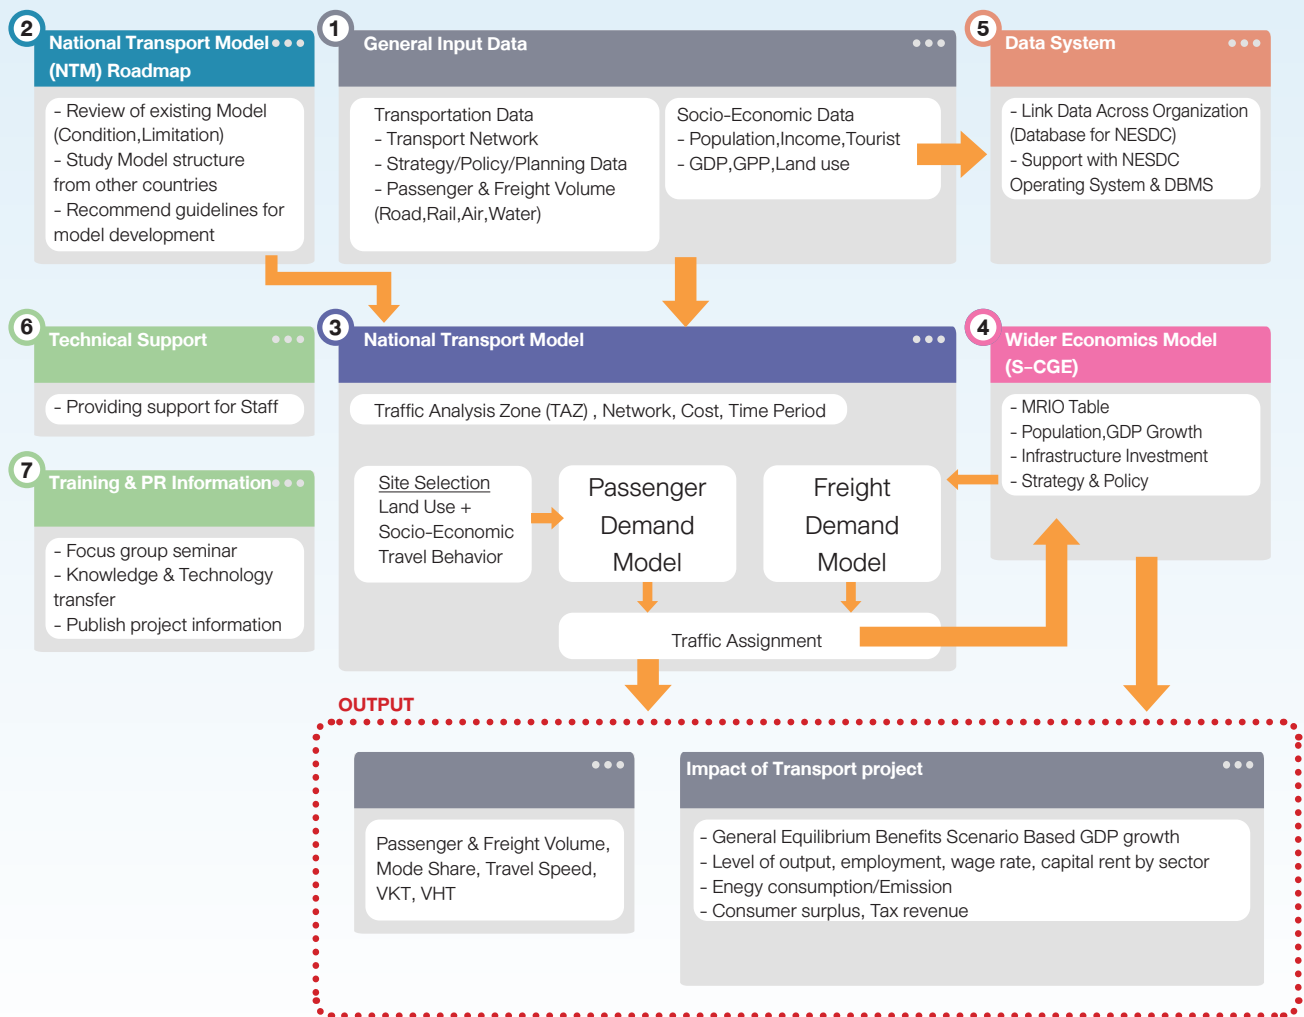 2
National Transport Model
(NTM) Roadmap
- Review of existing Model
(Condition,Limitation)
- Study Model structure
from other countries
- Recommend guidelines for
model development
1
General Input Data
Transportation Data
- Transport Network
- Strategy/Policy/Planning Data
- Passenger & Freight Volume
(Road,Rail,Air,Water)
Socio-Economic Data
- Population,Income,Tourist
- GDP,GPP,Land use
5
Data System
- Link Data Across Organization
(Database for NESDC)
- Support with NESDC
Operating System & DBMS
6
Technical Support
- Providing support for Staff
7
Training & PR Information
- Focus group seminar
- Knowledge & Technology
transfer
- Publish project information
3
National Transport Model
Traffic Analysis Zone (TAZ) , Network, Cost, Time Period
Site Selection
Land Use +
Socio-Economic
Travel Behavior
Passenger
Demand
Model
Freight
Demand
Model
Traffic Assignment
4
Wider Economics Model
(S-CGE)
- MRIO Table
- Population,GDP Growth
- Infrastructure Investment
- Strategy & Policy
OUTPUT
Passenger & Freight Volume,
Mode Share, Travel Speed,
VKT, VHT
Impact of Transport project
- General Equilibrium Benefits Scenario Based GDP growth
- Level of output, employment, wage rate, capital rent by sector
- Enegy consumption/Emission
- Consumer surplus, Tax revenue